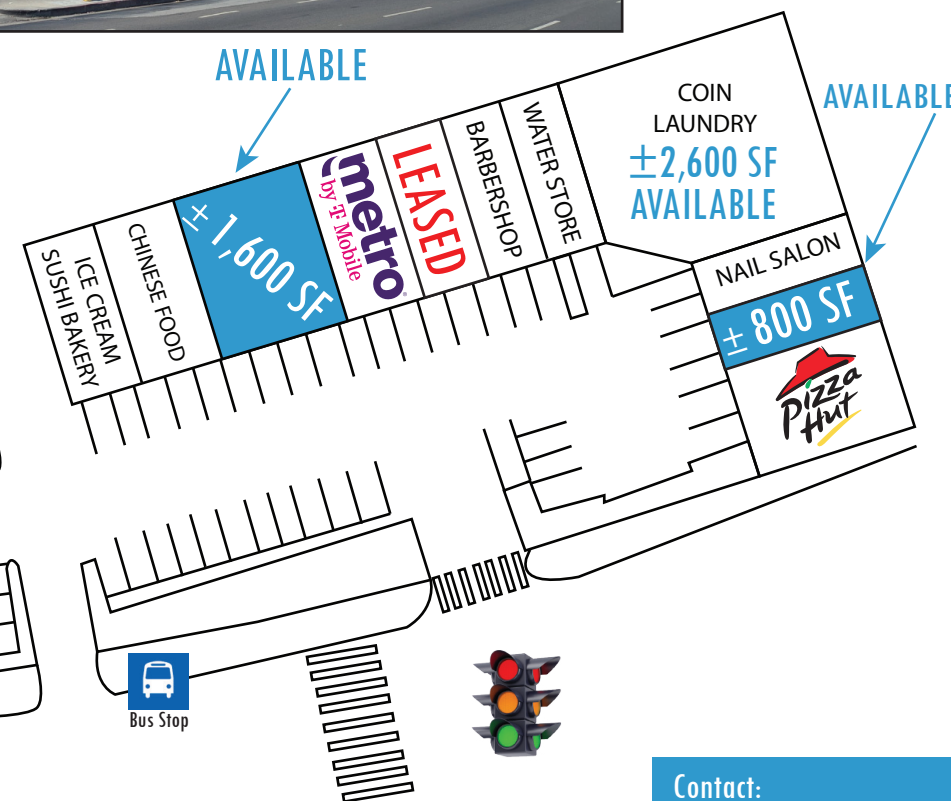 AVAILABLE
AVAILABLE
COIN
LAUNDRY
±2,600 SF
AVAILABLE
ICE CREAM
SUSHI BAKERY
CHINESE FOOD
± 1,600 SF
metro
by T Mobile
LEASED
BARBERSHOP
WATER STORE
NAIL SALON
± 800 SF
Pizza
Hut
Bus Stop
Contact: